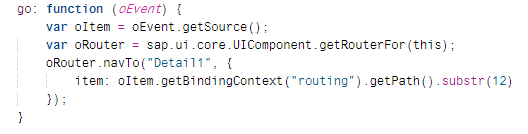 go: function (oEvent) {
    var oItem = oEvent.getSource();
    var oRouter = sap.ui.core.UIComponent.getRouterFor(this);
    oRouter.navTo("Detail1", {
        item: oItem.getBindingContext("routing").getPath().substr(12)
    });
}